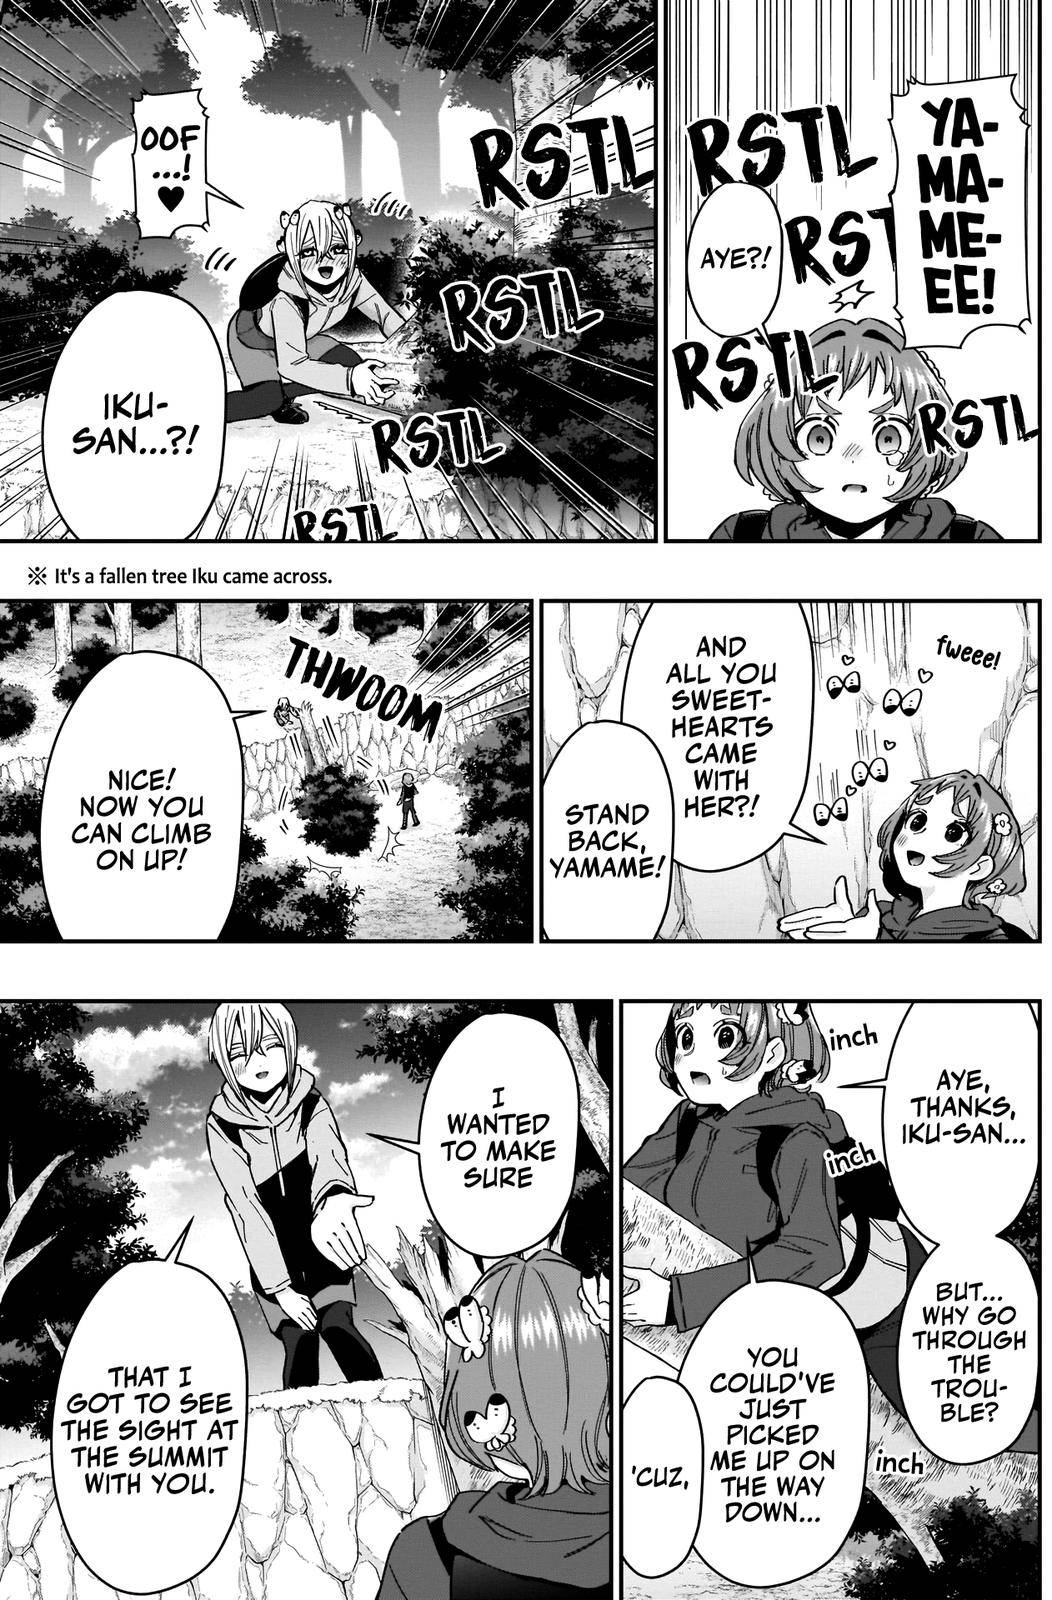 YA-
MA-
ME-
EE!
RSTL
AYE?!
RST
RSTL
RSTL
RSTL
OOF
...!
♥
RSTL
RSTL
IKU-
SAN...?!
RSTL
※ It's a fallen tree Iku came across.
fweee!
AND
ALL YOU
SWEET-
HEARTS
CAME
WITH
HER?!
STAND
BACK,
YAMAME!
THWOOM
NICE!
NOW YOU
CAN CLIMB
ON UP!
AYE,
THANKS,
IKU-SAN...
inch
inch
BUT...
WHY GO
THROUGH
THE
TROU-
BLE?
YOU
COULD'VE
JUST
PICKED
ME UP ON
THE WAY
DOWN...
inch
'CUZ,
I
WANTED
TO MAKE
SURE
THAT I
GOT TO SEE
THE SIGHT AT
THE SUMMIT
WITH YOU.